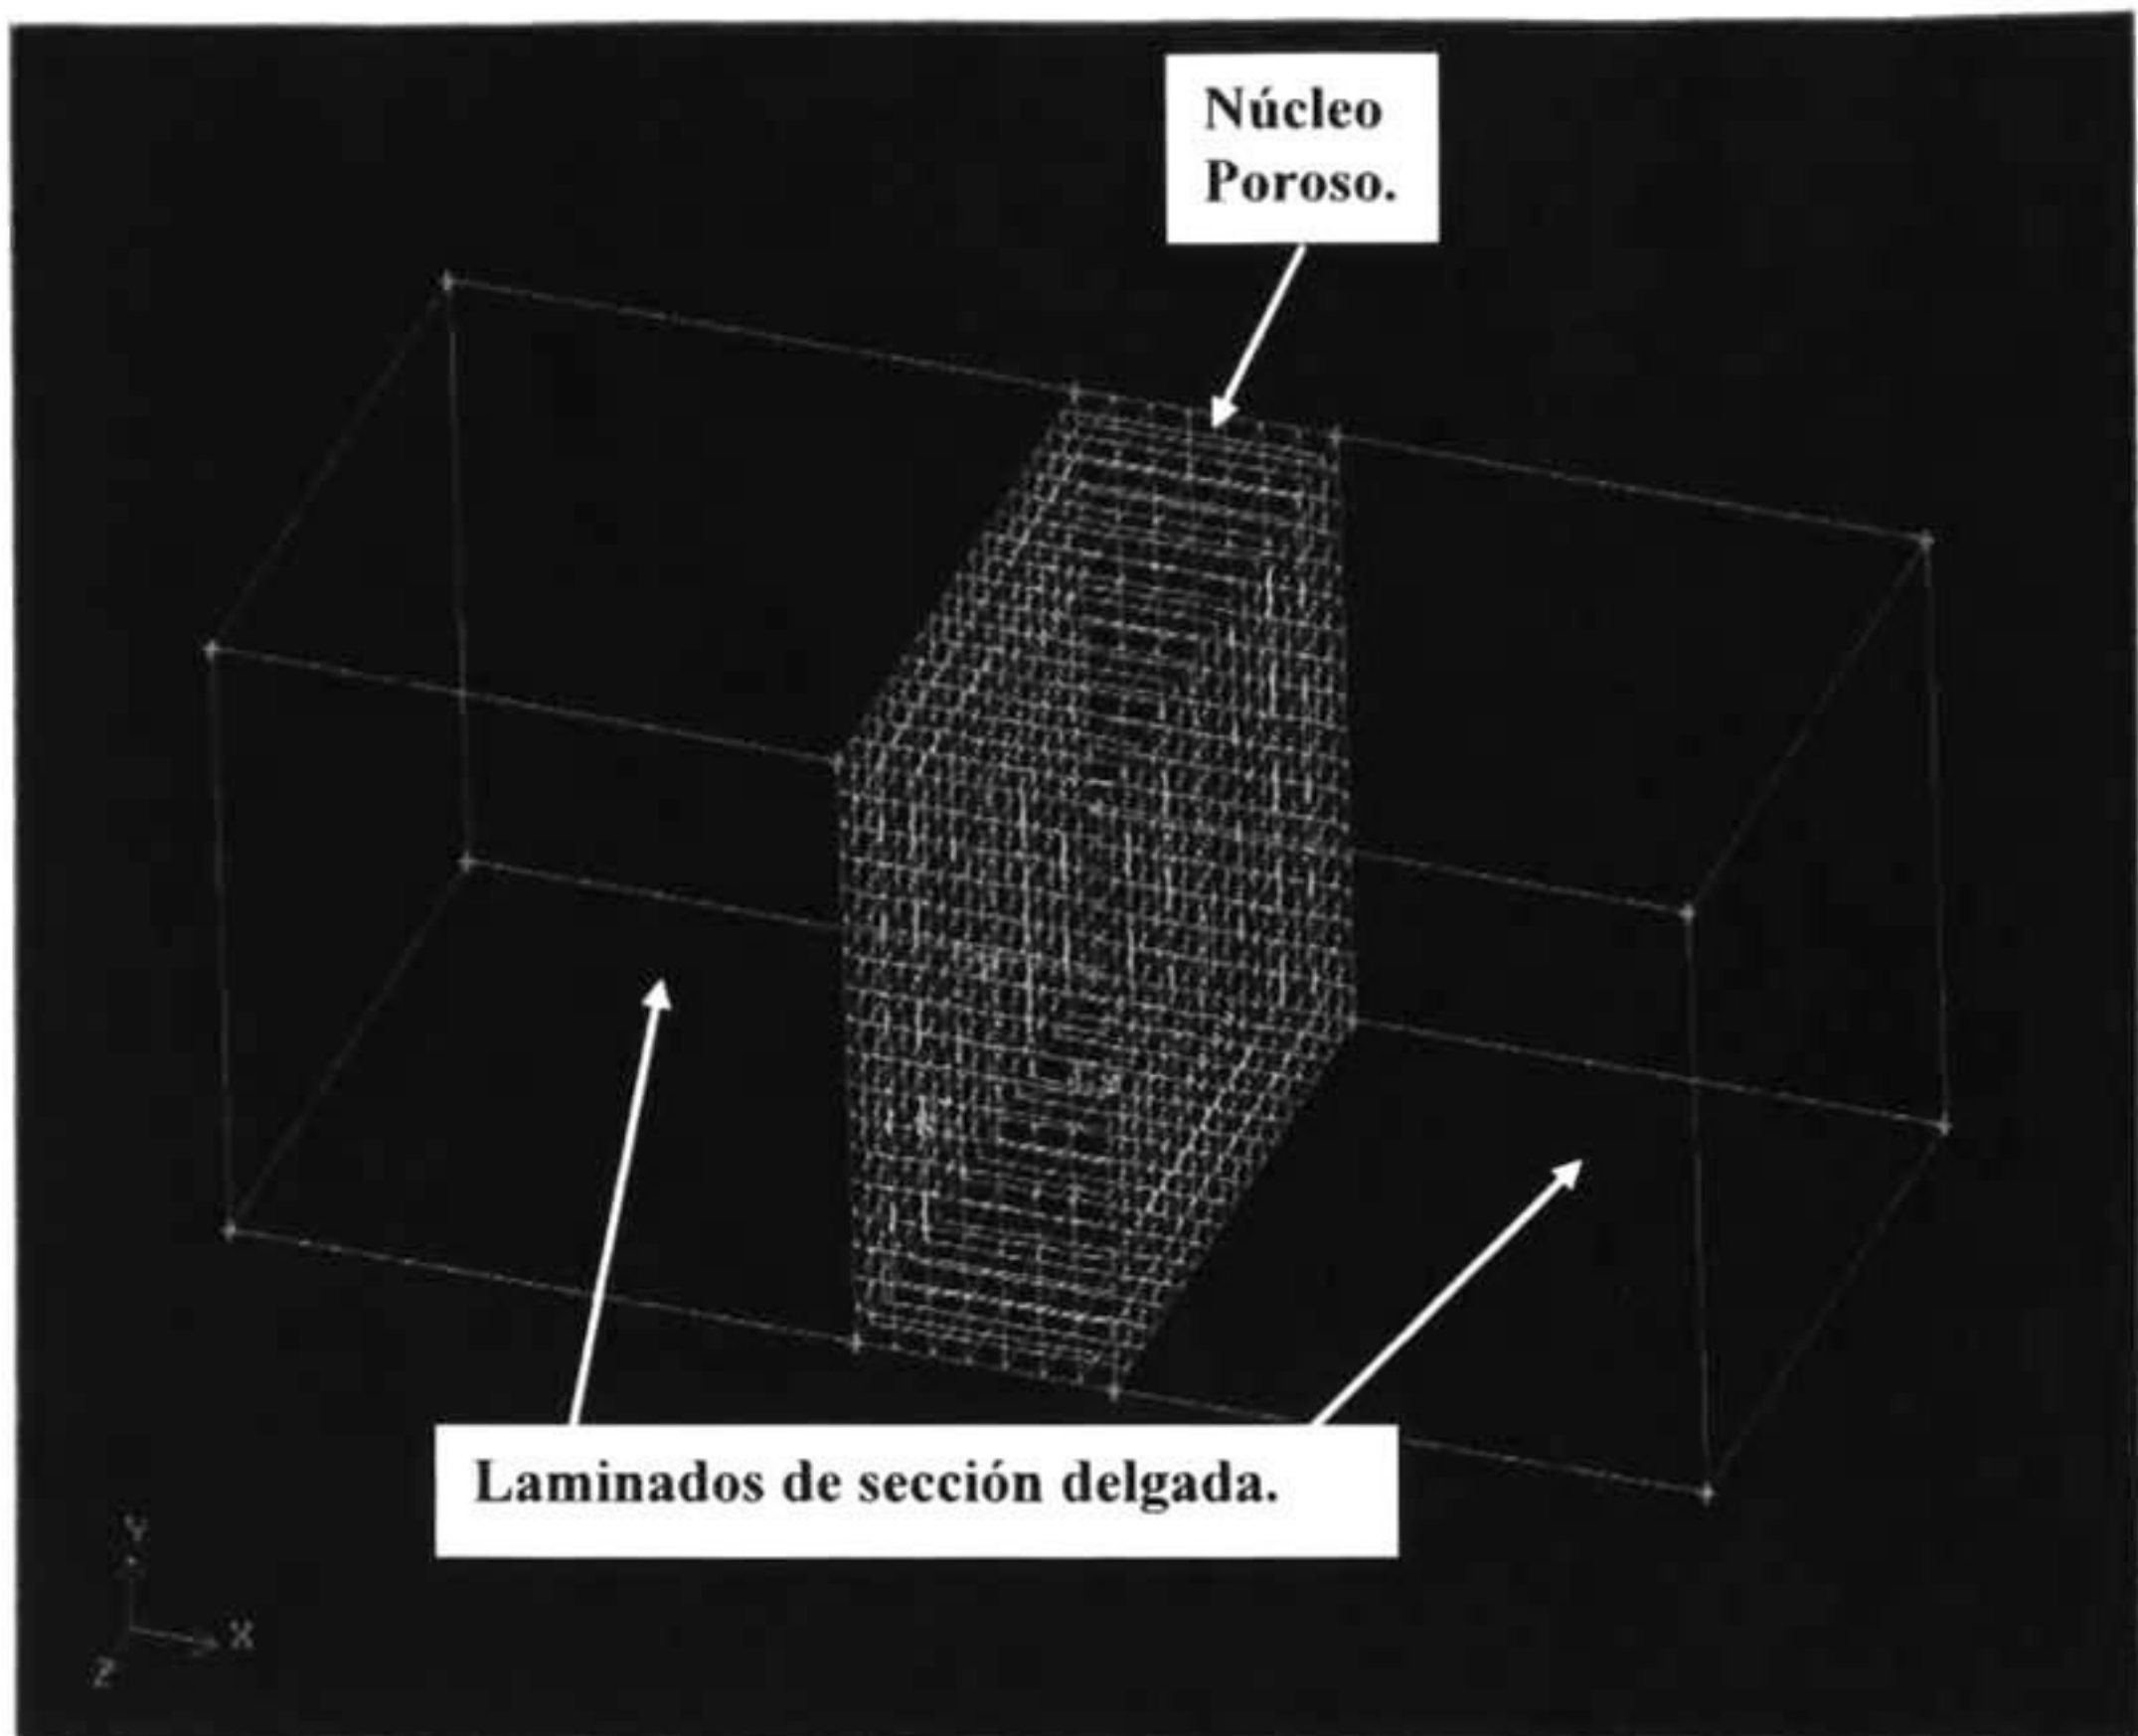 Núcleo
Poroso.
Laminados de sección delgada.
Y
X
Z